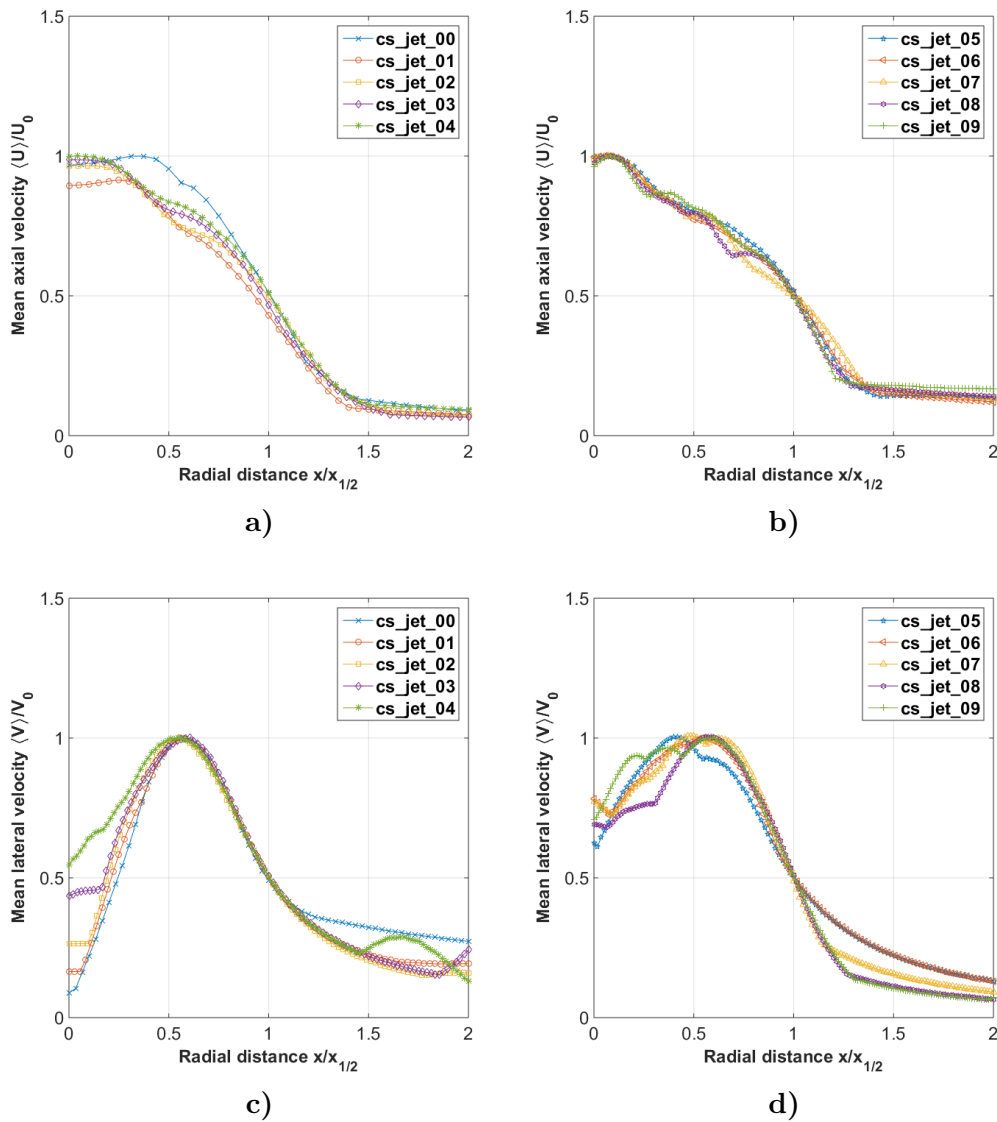 1.5
1
0.5
0
0
0.5
1
1.5
2
Mean axial velocity ⟨U⟩/U0
Radial distance x/x1/2
cs_jet_00
cs_jet_01
cs_jet_02
cs_jet_03
cs_jet_04
a)
1.5
1
0.5
0
0
0.5
1
1.5
2
Mean axial velocity ⟨U⟩/U0
Radial distance x/x1/2
cs_jet_05
cs_jet_06
cs_jet_07
cs_jet_08
cs_jet_09
b)
1.5
1
0.5
0
0
0.5
1
1.5
2
Mean lateral velocity ⟨V⟩/V0
Radial distance x/x1/2
cs_jet_00
cs_jet_01
cs_jet_02
cs_jet_03
cs_jet_04
c)
1.5
1
0.5
0
0
0.5
1
1.5
2
Mean lateral velocity ⟨V⟩/V0
Radial distance x/x1/2
cs_jet_05
cs_jet_06
cs_jet_07
cs_jet_08
cs_jet_09
d)